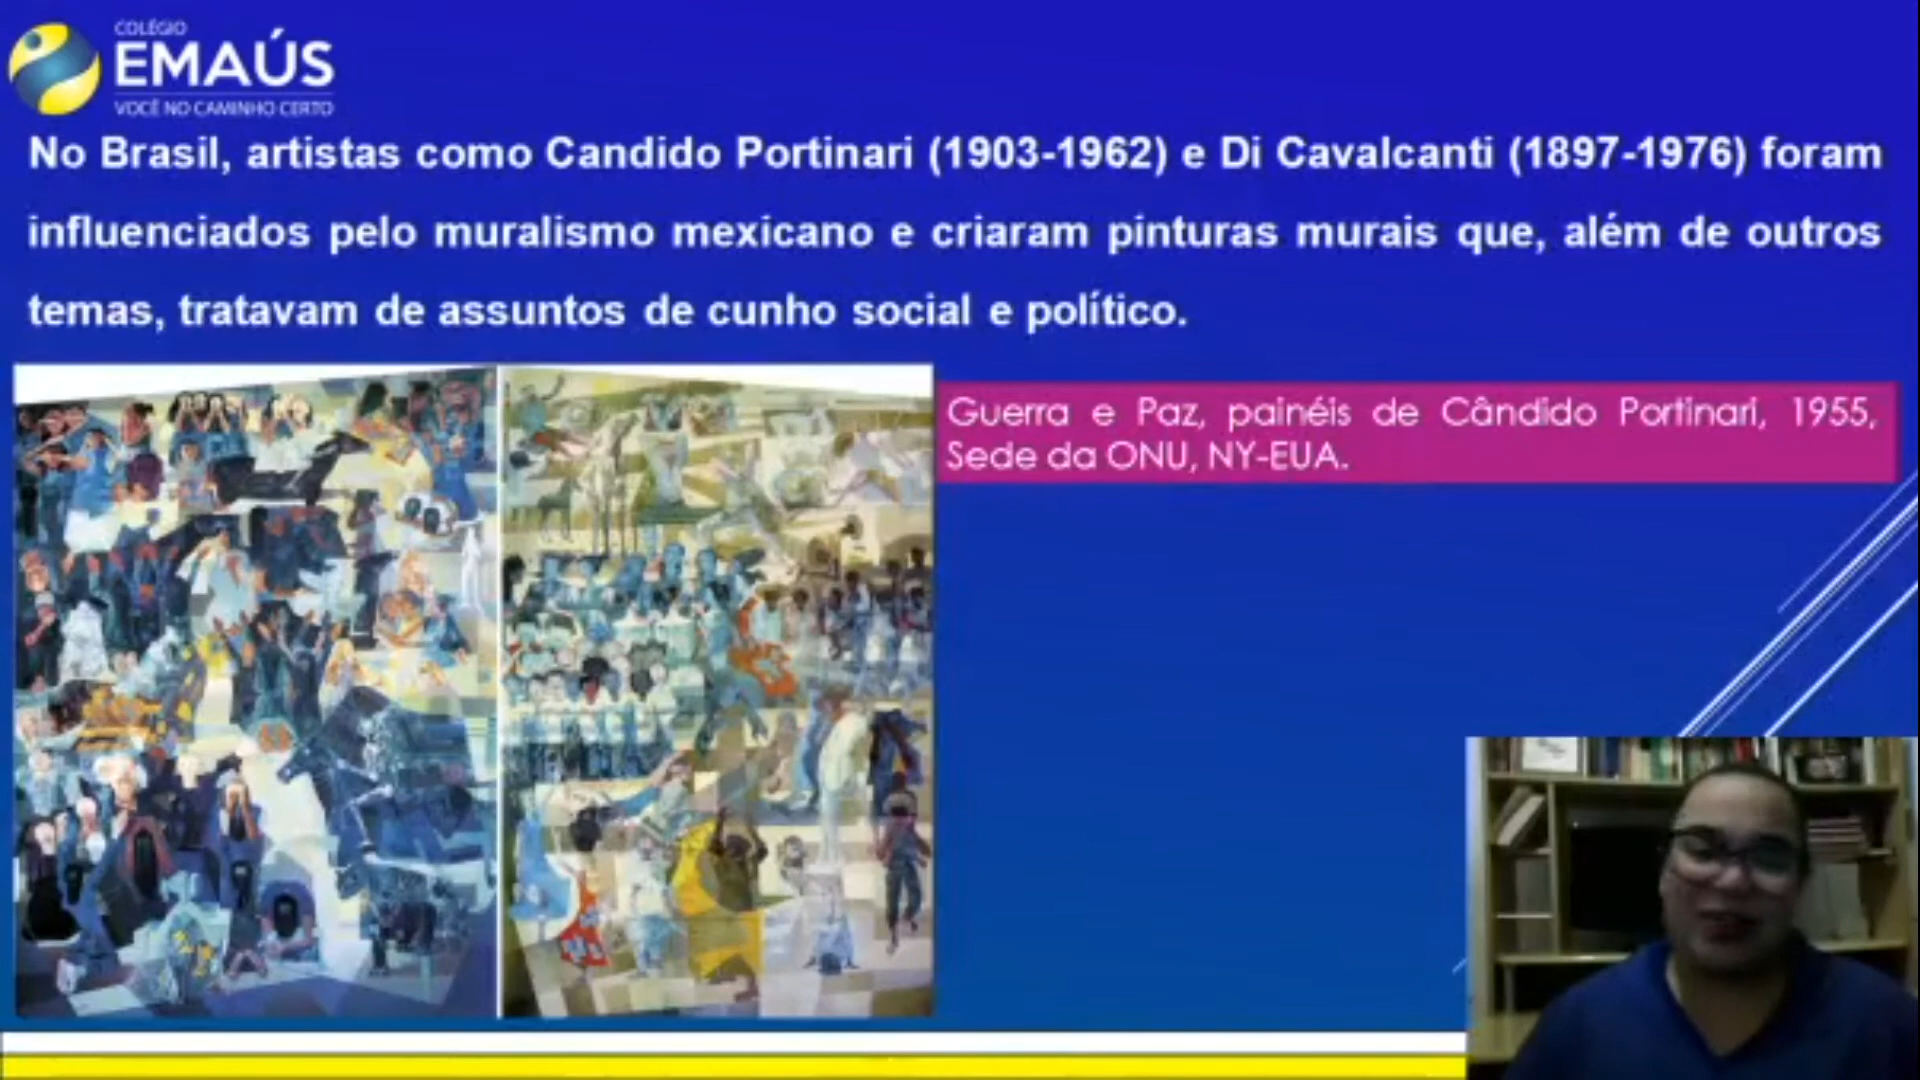 COLÉGIO
EMAÚS
VOCÊ NO CAMINHO CERTO
No Brasil, artistas como Candido Portinari (1903-1962) e Di Cavalcanti (1897-1976) foram
influenciados pelo muralismo mexicano e criaram pinturas murais que, além de outros
temas, tratavam de assuntos de cunho social e político.
Guerra e Paz, painéis de Cândido Portinari, 1955,
Sede da ONU, NY-EUA.